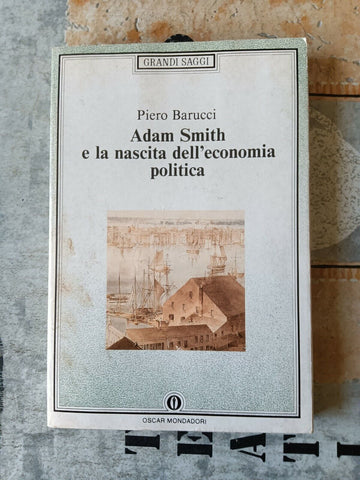 GRANDI SAGGI
Piero Barucci
Adam Smith
e la nascita dell'economia
politica
OSCAR MONDADORI